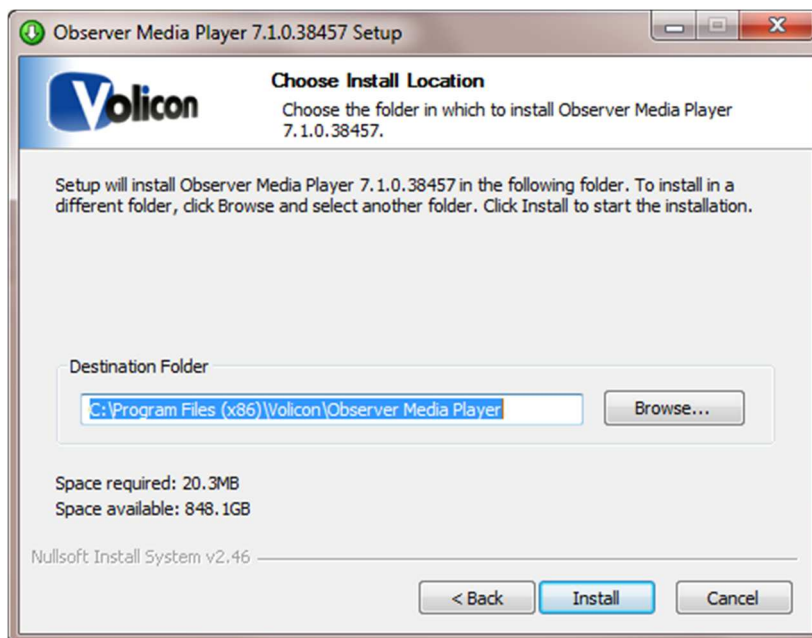 Observer Media Player 7.1.0.38457 Setup
Volicon
Choose Install Location
Choose the folder in which to install Observer Media Player
7.1.0.38457.
Setup will install Observer Media Player 7.1.0.38457 in the following folder. To install in a
different folder, click Browse and select another folder. Click Install to start the installation.
Destination Folder
C:\Program Files (x86)\Volicon\Observer Media Player
Browse...
Space required: 20.3MB
Space available: 848.1GB
Nullsoft Install System v2.46
< Back
Install
Cancel